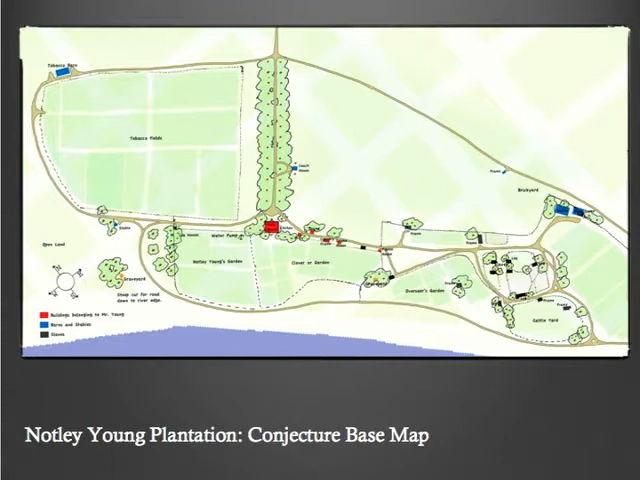 Tobacco Barn
Tobacco Fields
Brickyard
Open Land
Graveyard
Steep cut for road
down to river edge.
Notley Young's Garden
Clover or Garden
Overseer's Garden
Cattle Yard
Buildings belonging to Mr. Young
Barns and Stables
Slaves
Notley Young Plantation: Conjecture Base Map